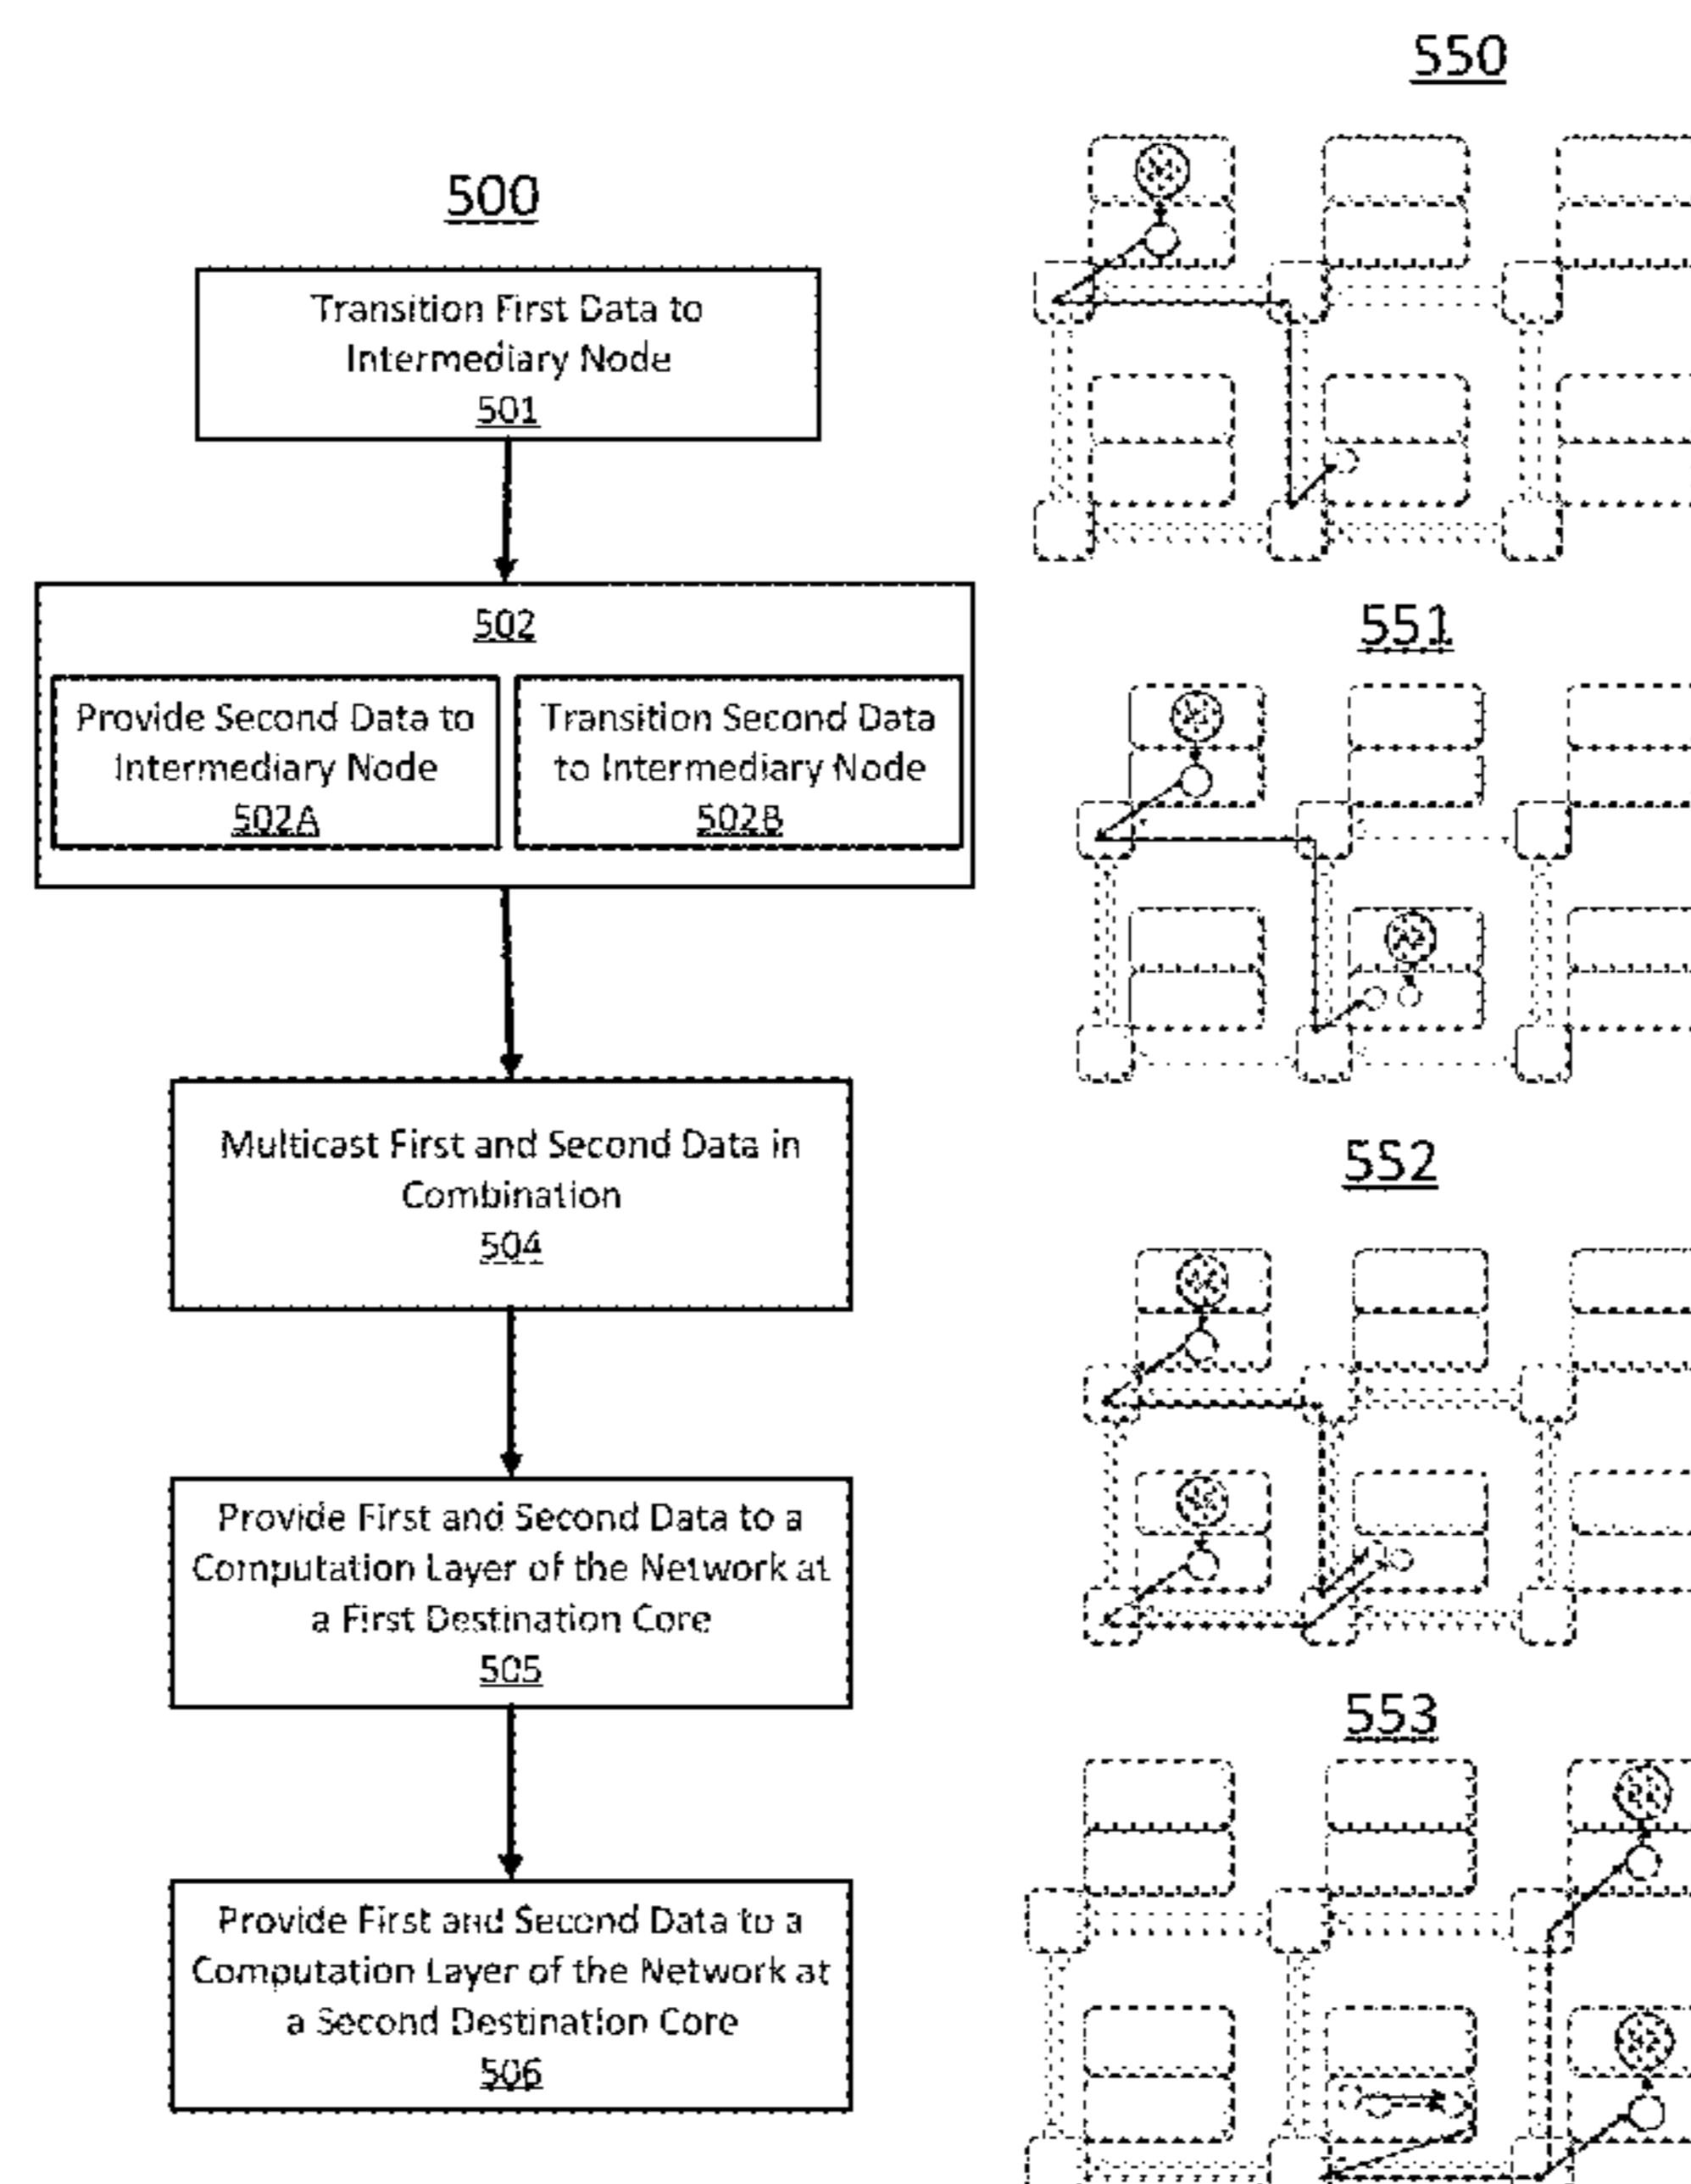 500
Transition First Data to
Intermediary Node
501
502
Provide Second Data to
Intermediary Node
502A
Transition Second Data
to Intermediary Node
502B
Multicast First and Second Data in
Combination
504
Provide First and Second Data to a
Computation Layer of the Network at
a First Destination Core
505
Provide First and Second Data to a
Computation Layer of the Network at
a Second Destination Core
506
550
551
552
553